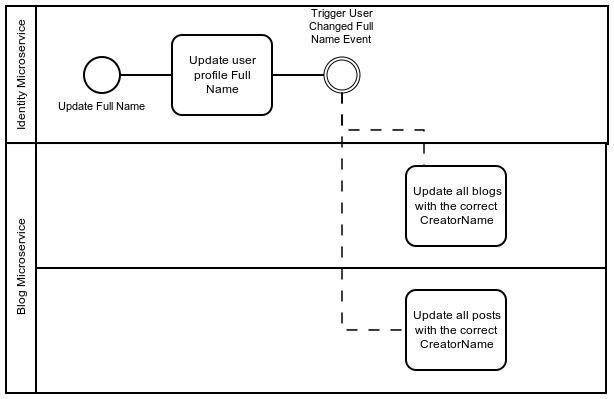 Identity Microservice
Update Full Name
Update user
profile Full
Name
Trigger User
Changed Full
Name Event
Blog Microservice
Update all blogs
with the correct
CreatorName
Update all posts
with the correct
CreatorName